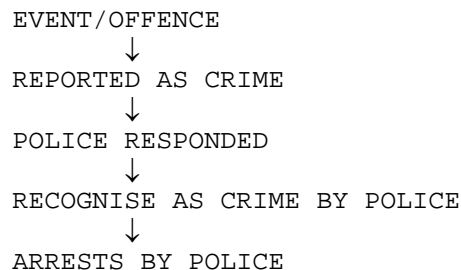 EVENT/OFFENCE
↓
REPORTED AS CRIME
↓
POLICE RESPONDED
↓
RECOGNISE AS CRIME BY POLICE
↓
ARRESTS BY POLICE